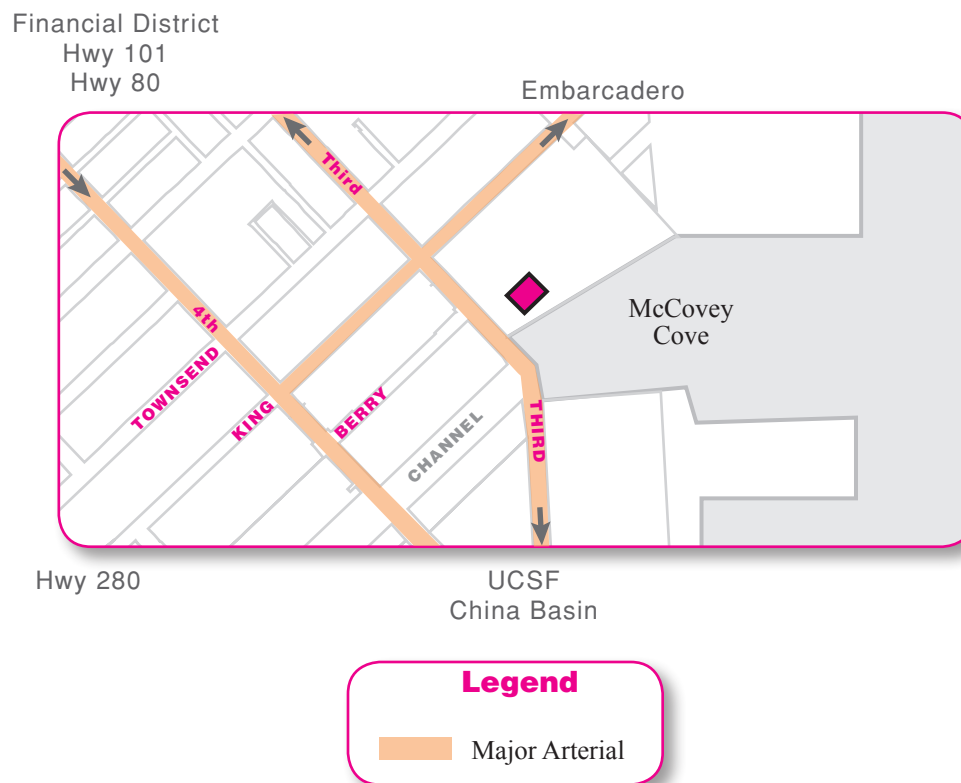 Financial District
Hwy 101
Hwy 80
Embarcadero
Third
4th
McCovey
Cove
TOWNSEND
KING
BERRY
CHANNEL
THIRD
Hwy 280
UCSF
China Basin
Legend
Major Arterial